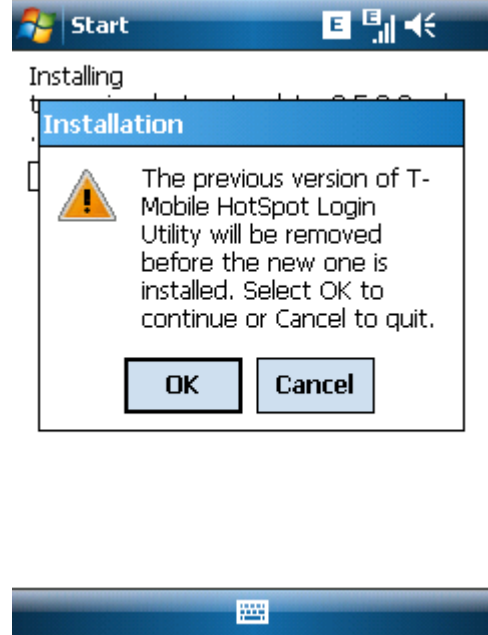 Start
E
E
Installing
Installation
The previous version of T-
Mobile HotSpot Login
Utility will be removed
before the new one is
installed. Select OK to
continue or Cancel to quit.
OK
Cancel